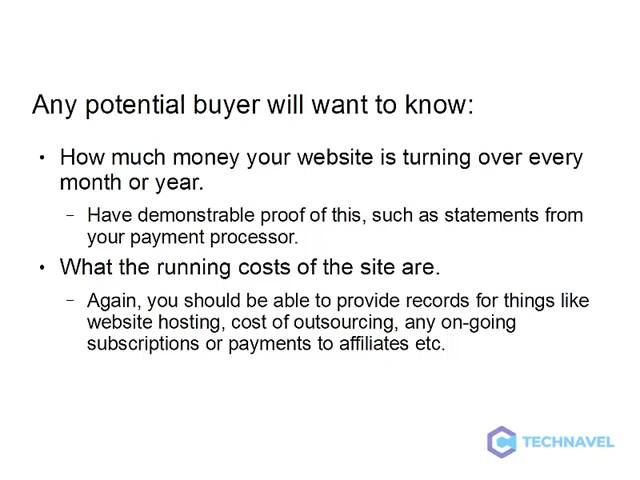 Any potential buyer will want to know:
• How much money your website is turning over every
month or year.
– Have demonstrable proof of this, such as statements from
your payment processor.
• What the running costs of the site are.
– Again, you should be able to provide records for things like
website hosting, cost of outsourcing, any on-going
subscriptions or payments to affiliates etc.
TECHNAVEL